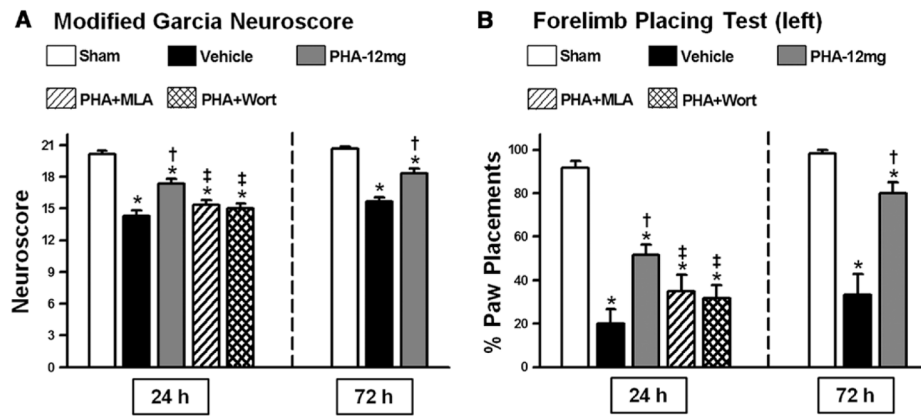 A Modified Garcia Neuroscore
Sham Vehicle PHA-12mg
PHA+MLA PHA+Wort
Neuroscore
21
18
15
12
9
6
3
0
* † * ‡ * ‡ * * † *
24 h 72 h
B Forelimb Placing Test (left)
Sham Vehicle PHA-12mg
PHA+MLA PHA+Wort
% Paw Placements
100
80
60
40
20
0
* † * ‡ * ‡ * * † *
24 h 72 h